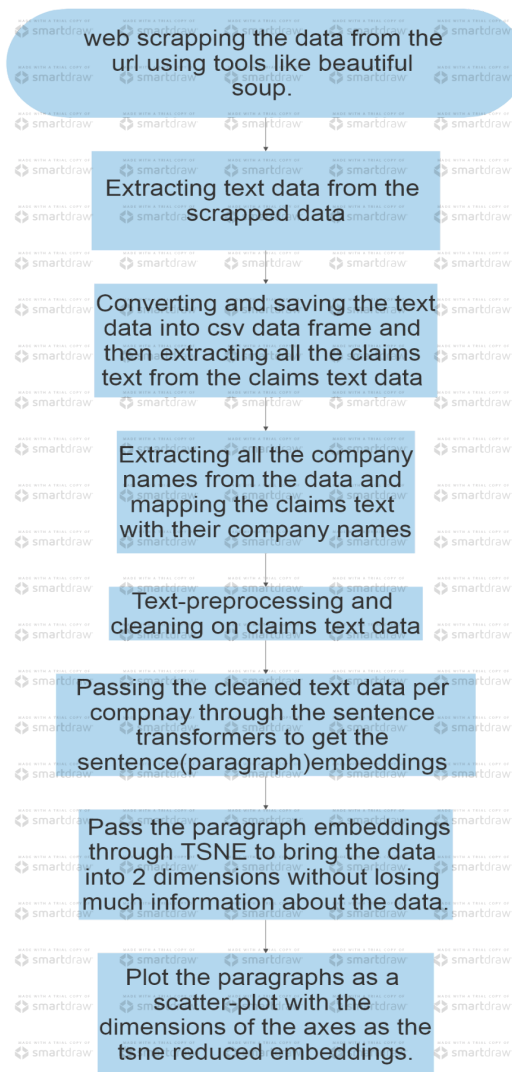 web scrapping the data from the
url using tools like beautiful
soup.
Extracting text data from the
scrapped data
Converting and saving the text
data into csv data frame and
then extracting all the claims
text from the claims text data
Extracting all the company
names from the data and
mapping the claims text
with their company names
Text-preprocessing and
cleaning on claims text data
Passing the cleaned text data per
compnay through the sentence
transformers to get the
sentence(paragraph)embeddings
Pass the paragraph embeddings
through TSNE to bring the data
into 2 dimensions without losing
much information about the data.
Plot the paragraphs as a
scatter-plot with the
dimensions of the axes as the
tsne reduced embeddings.
MADE WITH A TRIAL COPY OF
smartdraw